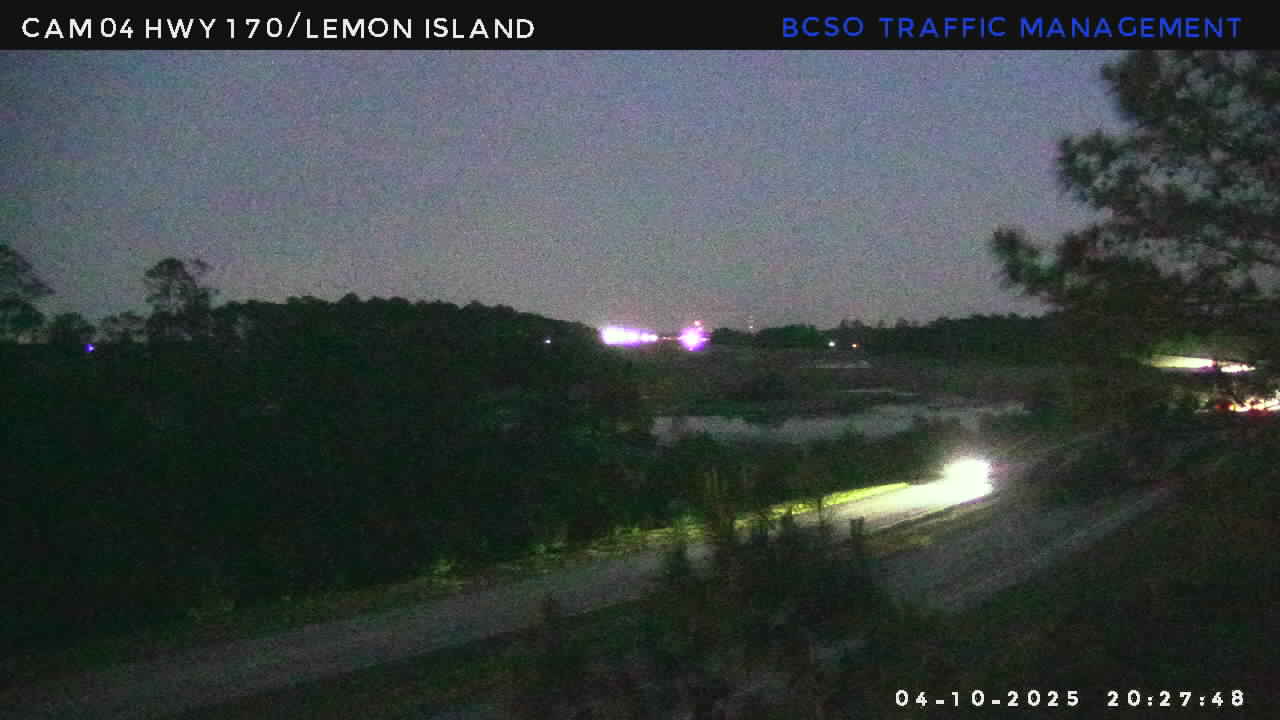 CAM04 HWY 170/LEMON ISLAND
BCSO TRAFFIC MANAGEMENT
04-10-2025 20:27:48